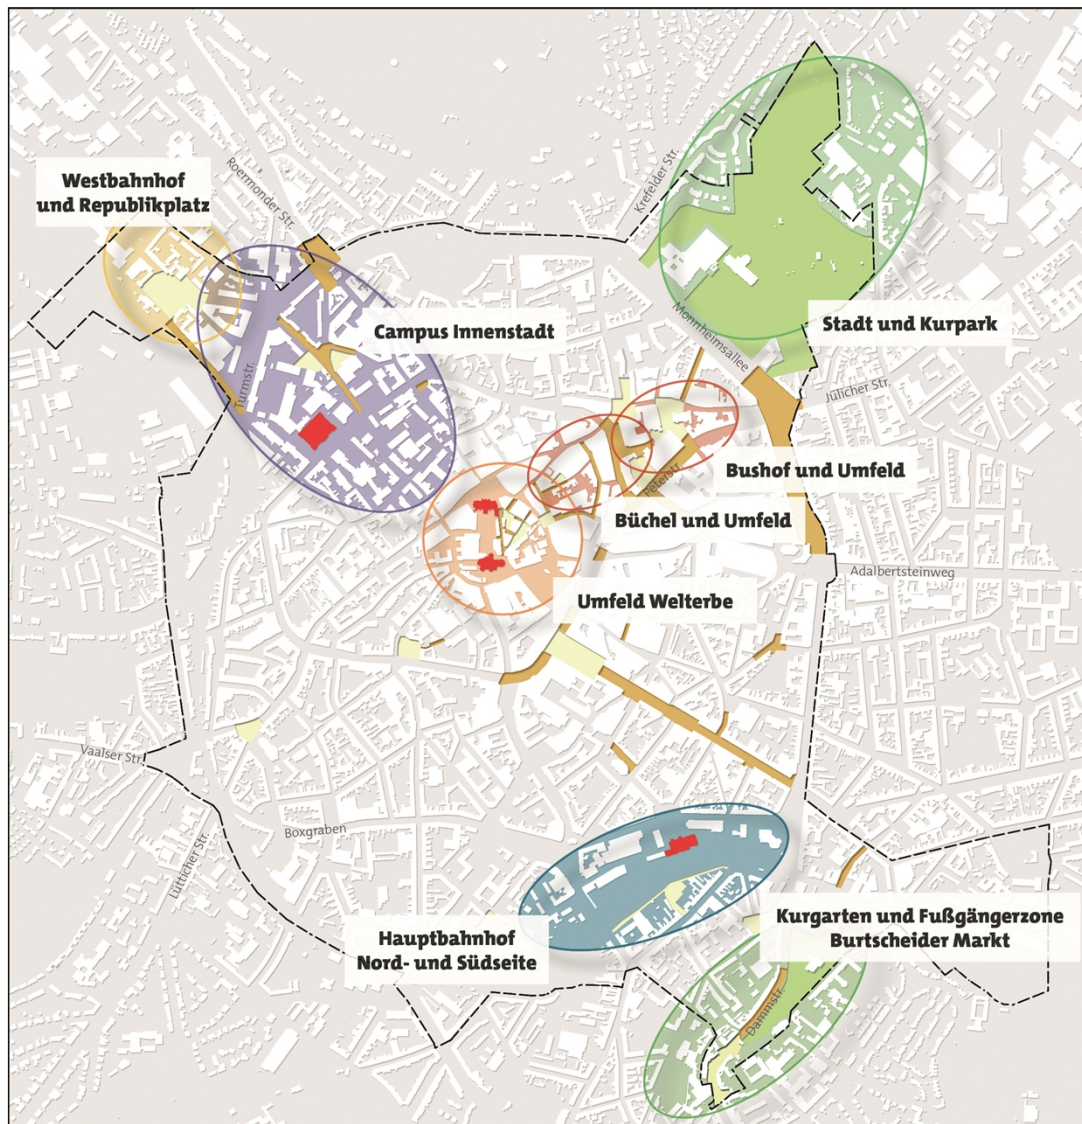 Krefelder Str.
Roermonder Str.
Westbahnhof
und Republikplatz
Campus Innenstadt
Monnheimsallee
Stadt und Kurpark
Turmstr.
Jülicher Str.
Bushof und Umfeld
Peterstr.
Büchel und Umfeld
Adalbertsteinweg
Umfeld Welterbe
Vaalser Str.
Boxgraben
Lütticher Str.
Kurgarten und Fußgängerzone
Burtscheider Markt
Hauptbahnhof
Nord- und Südseite
Dammstr.